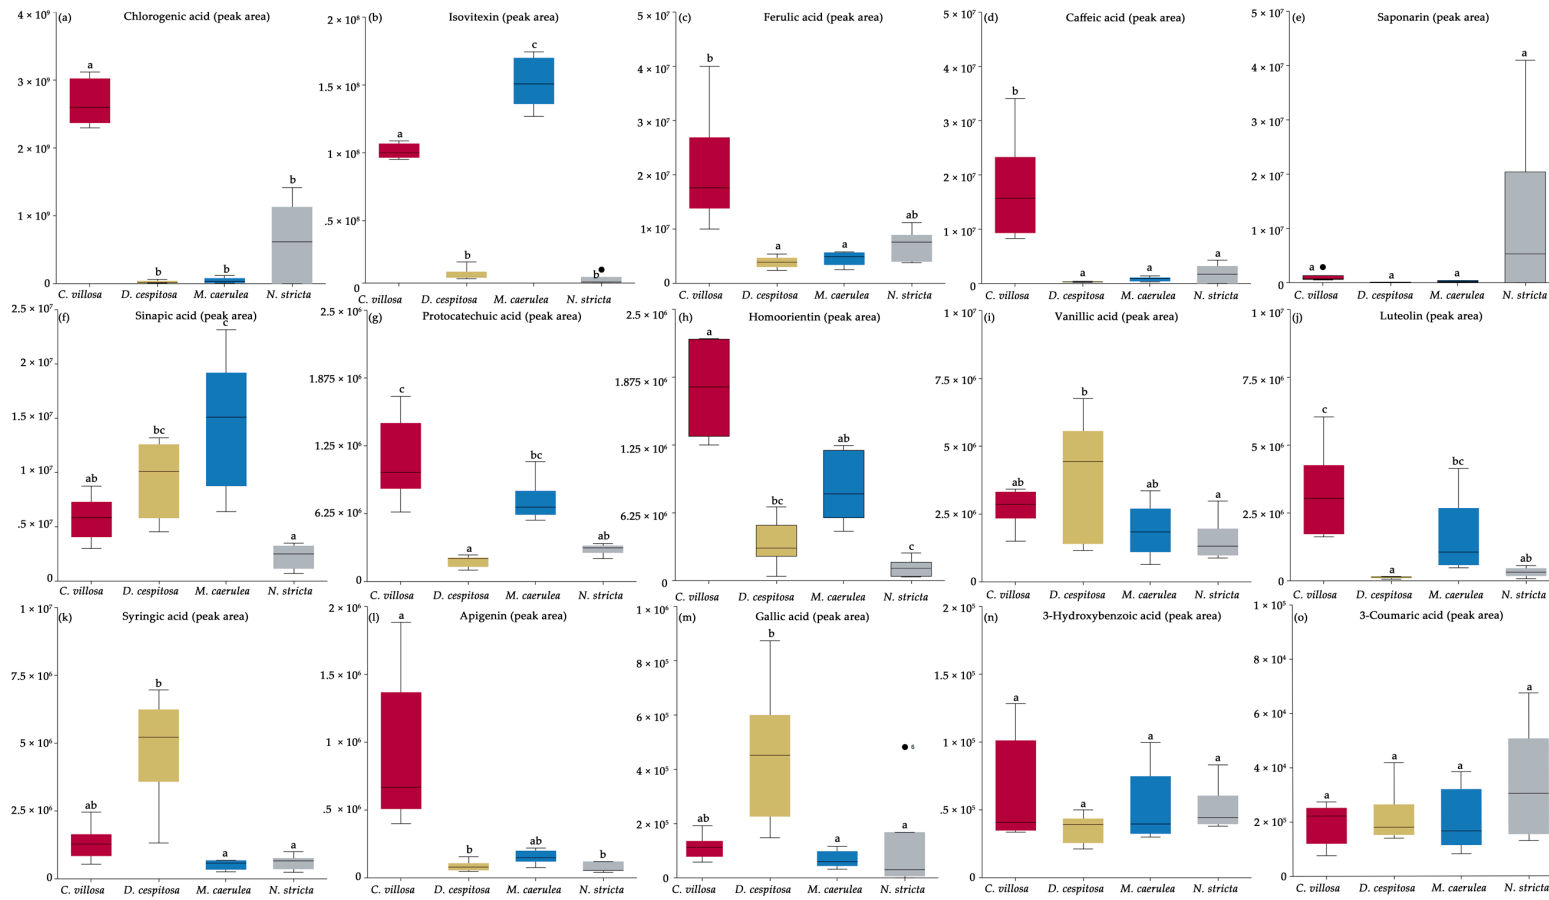 (a) Chlorogenic acid (peak area)
4 × 10⁹
3 × 10⁹
2 × 10⁹
1 × 10⁹
0
a
b
b
b
C. villosa D. cespitosa M. caerulea N. stricta
(b) Isovitexin (peak area)
2 × 10⁸
1.5 × 10⁸
1 × 10⁸
.5 × 10⁸
0
a
b
c
b
C. villosa D. cespitosa M. caerulea N. stricta
(c) Ferulic acid (peak area)
5 × 10⁷
4 × 10⁷
3 × 10⁷
2 × 10⁷
1 × 10⁷
0
b
a
a
ab
C. villosa D. cespitosa M. caerulea N. stricta
(d) Caffeic acid (peak area)
5 × 10⁷
4 × 10⁷
3 × 10⁷
2 × 10⁷
1 × 10⁷
0
b
a
a
a
C. villosa D. cespitosa M. caerulea N. stricta
(e) Saponarin (peak area)
5 × 10⁷
4 × 10⁷
3 × 10⁷
2 × 10⁷
1 × 10⁷
0
a
a
a
a
C. villosa D. cespitosa M. caerulea N. stricta
(f) Sinapic acid (peak area)
2.5 × 10⁷
2 × 10⁷
1.5 × 10⁷
1 × 10⁷
.5 × 10⁷
0
ab
bc
c
a
C. villosa D. cespitosa M. caerulea N. stricta
(g) Protocatechuic acid (peak area)
2.5 × 10⁶
1.875 × 10⁶
1.25 × 10⁶
6.25 × 10⁶
0
c
a
bc
ab
C. villosa D. cespitosa M. caerulea N. stricta
(h) Homoorientin (peak area)
2.5 × 10⁶
1.875 × 10⁶
1.25 × 10⁶
6.25 × 10⁶
0
a
bc
ab
c
C. villosa D. cespitosa M. caerulea N. stricta
(i) Vanillic acid (peak area)
1 × 10⁷
7.5 × 10⁶
5 × 10⁶
2.5 × 10⁶
0
ab
b
ab
a
C. villosa D. cespitosa M. caerulea N. stricta
(j) Luteolin (peak area)
1 × 10⁷
7.5 × 10⁶
5 × 10⁶
2.5 × 10⁶
0
c
a
bc
ab
C. villosa D. cespitosa M. caerulea N. stricta
(k) Syringic acid (peak area)
1 × 10⁷
7.5 × 10⁶
5 × 10⁶
2.5 × 10⁶
0
ab
b
a
a
C. villosa D. cespitosa M. caerulea N. stricta
(l) Apigenin (peak area)
2 × 10⁶
1.5 × 10⁶
1 × 10⁶
.5 × 10⁶
0
a
b
ab
b
C. villosa D. cespitosa M. caerulea N. stricta
(m) Gallic acid (peak area)
1 × 10⁶
8 × 10⁵
6 × 10⁵
4 × 10⁵
2 × 10⁵
0
ab
b
a
a
6
C. villosa D. cespitosa M. caerulea N. stricta
(n) 3-Hydroxybenzoic acid (peak area)
2 × 10⁵
1.5 × 10⁵
1 × 10⁵
.5 × 10⁵
0
a
a
a
a
C. villosa D. cespitosa M. caerulea N. stricta
(o) 3-Coumaric acid (peak area)
1 × 10⁵
8 × 10⁴
6 × 10⁴
4 × 10⁴
2 × 10⁵
0
a
a
a
a
C. villosa D. cespitosa M. caerulea N. stricta